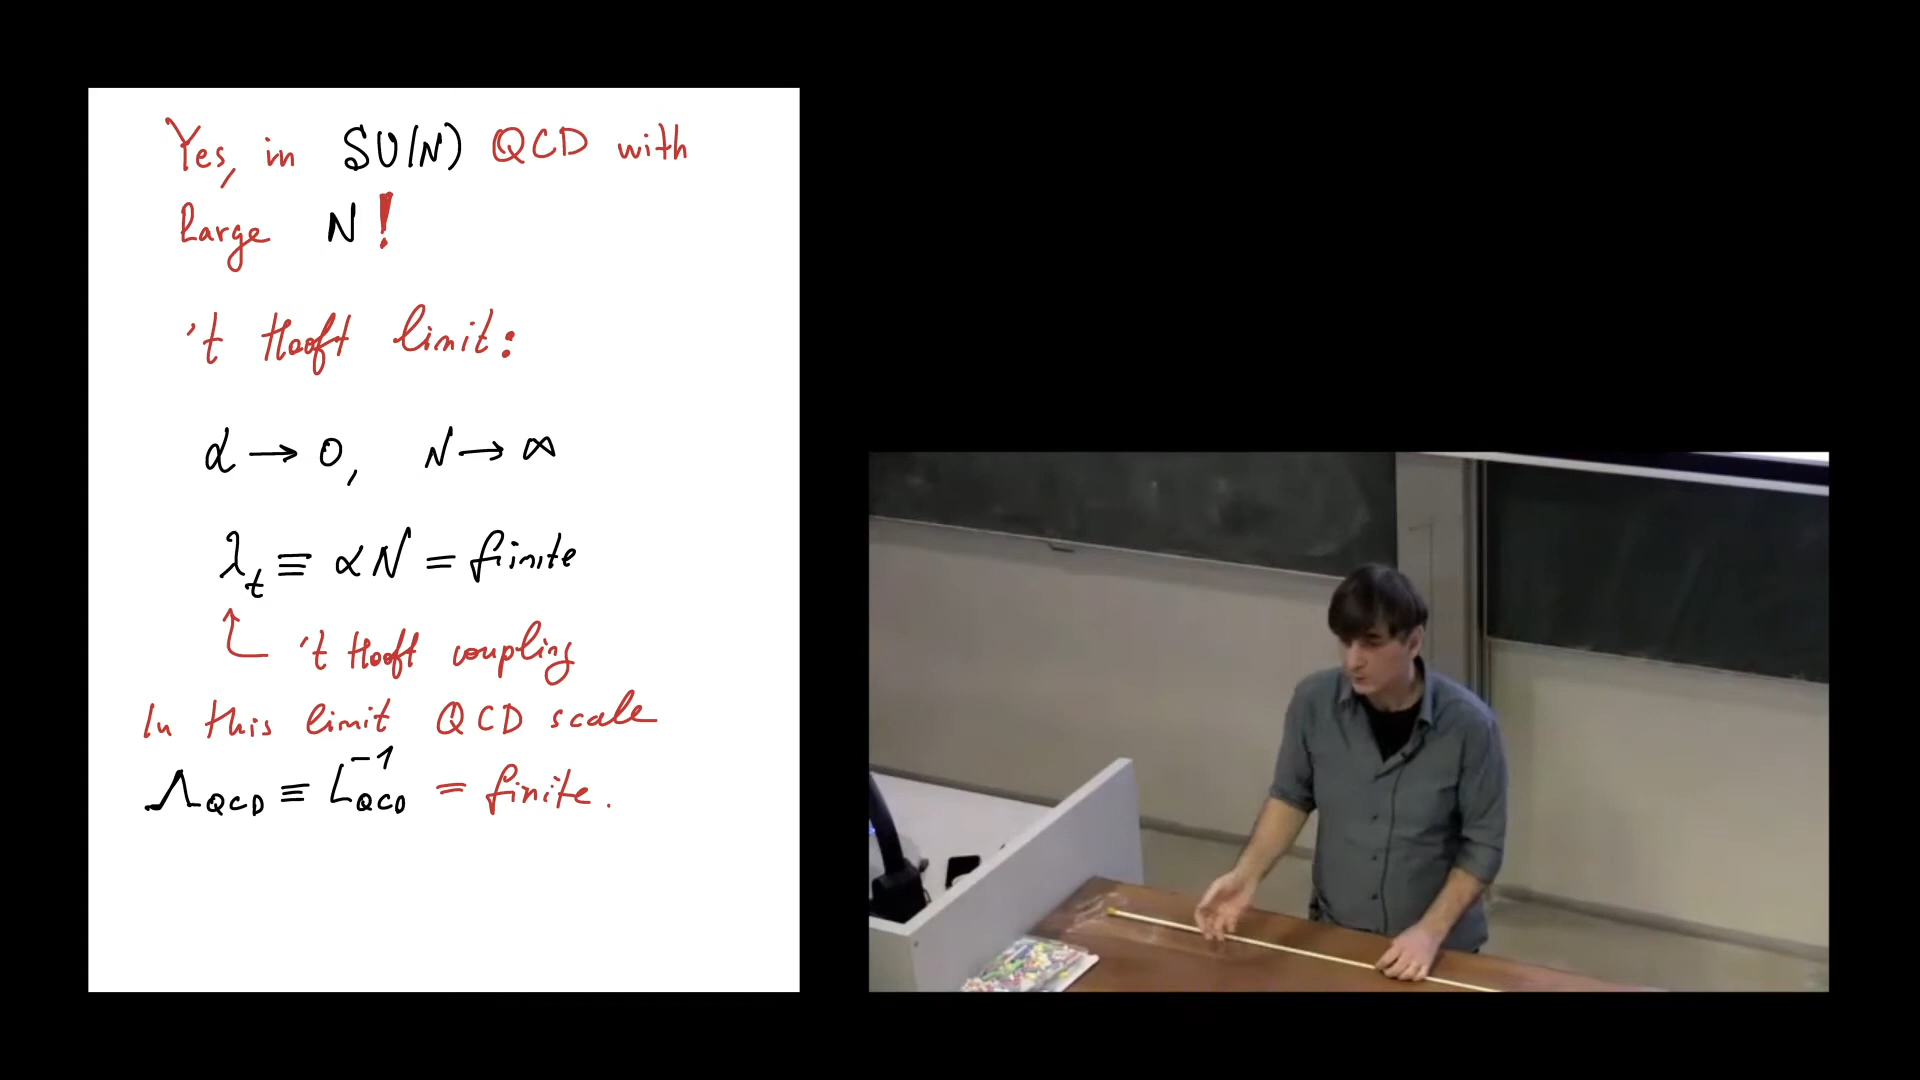 Yes, in SU(N) QCD with
large N!
't Hooft limit:
α → 0, N → ∞
λ_t ≡ αN = finite
't Hooft coupling
In this limit QCD scale
Λ_QCD ≡ L_QCD^-1 = finite.